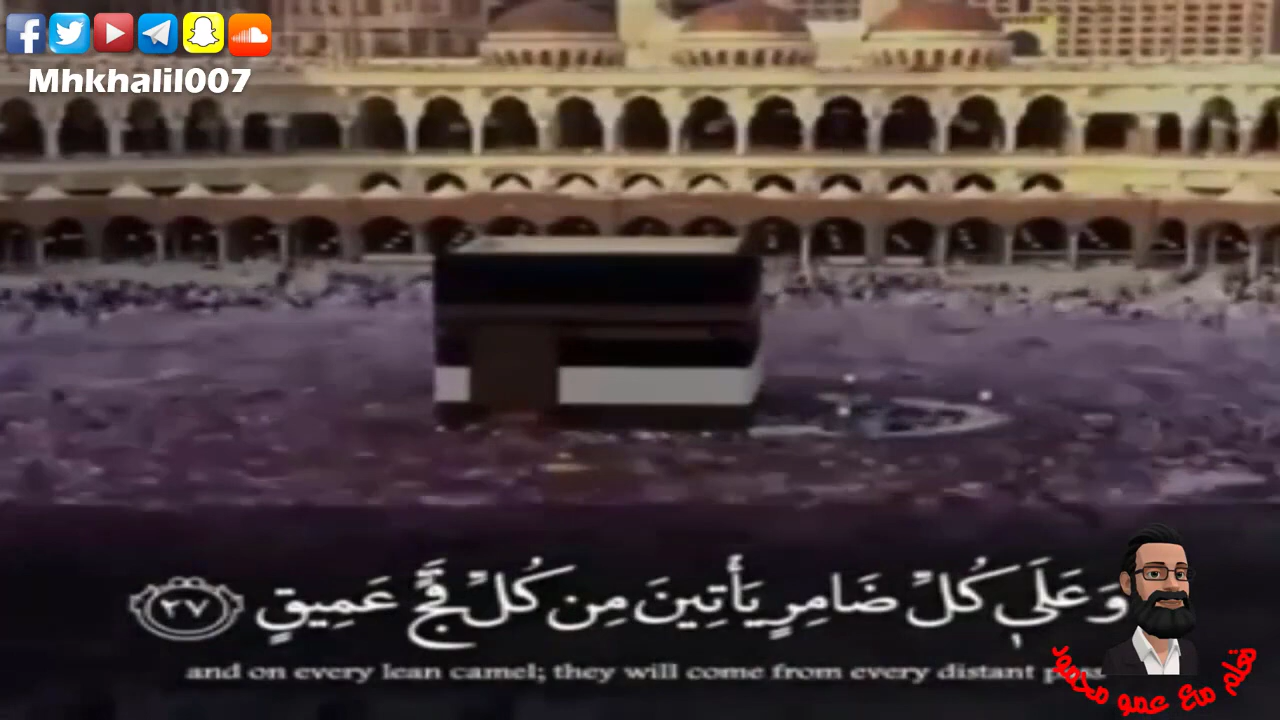 Mhkhalil007
وَعَلَىٰ كُلِّ ضَامِرٍ يَأْتِينَ مِن كُلِّ فَجٍّ عَمِيقٍ ٢٧
and on every lean camel; they will come from every distant
تعلم مع عمو محمود